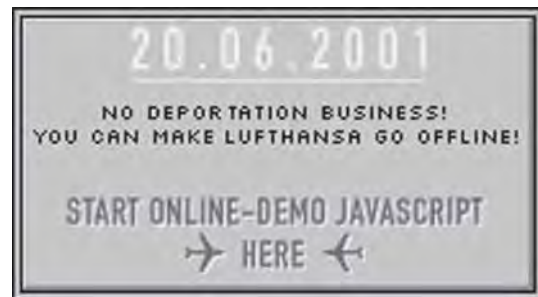 20.06.2001
NO DEPORTATION BUSINESS!
YOU CAN MAKE LUFTHANSA GO OFFLINE!
START ONLINE-DEMO JAVASCRIPT
HERE